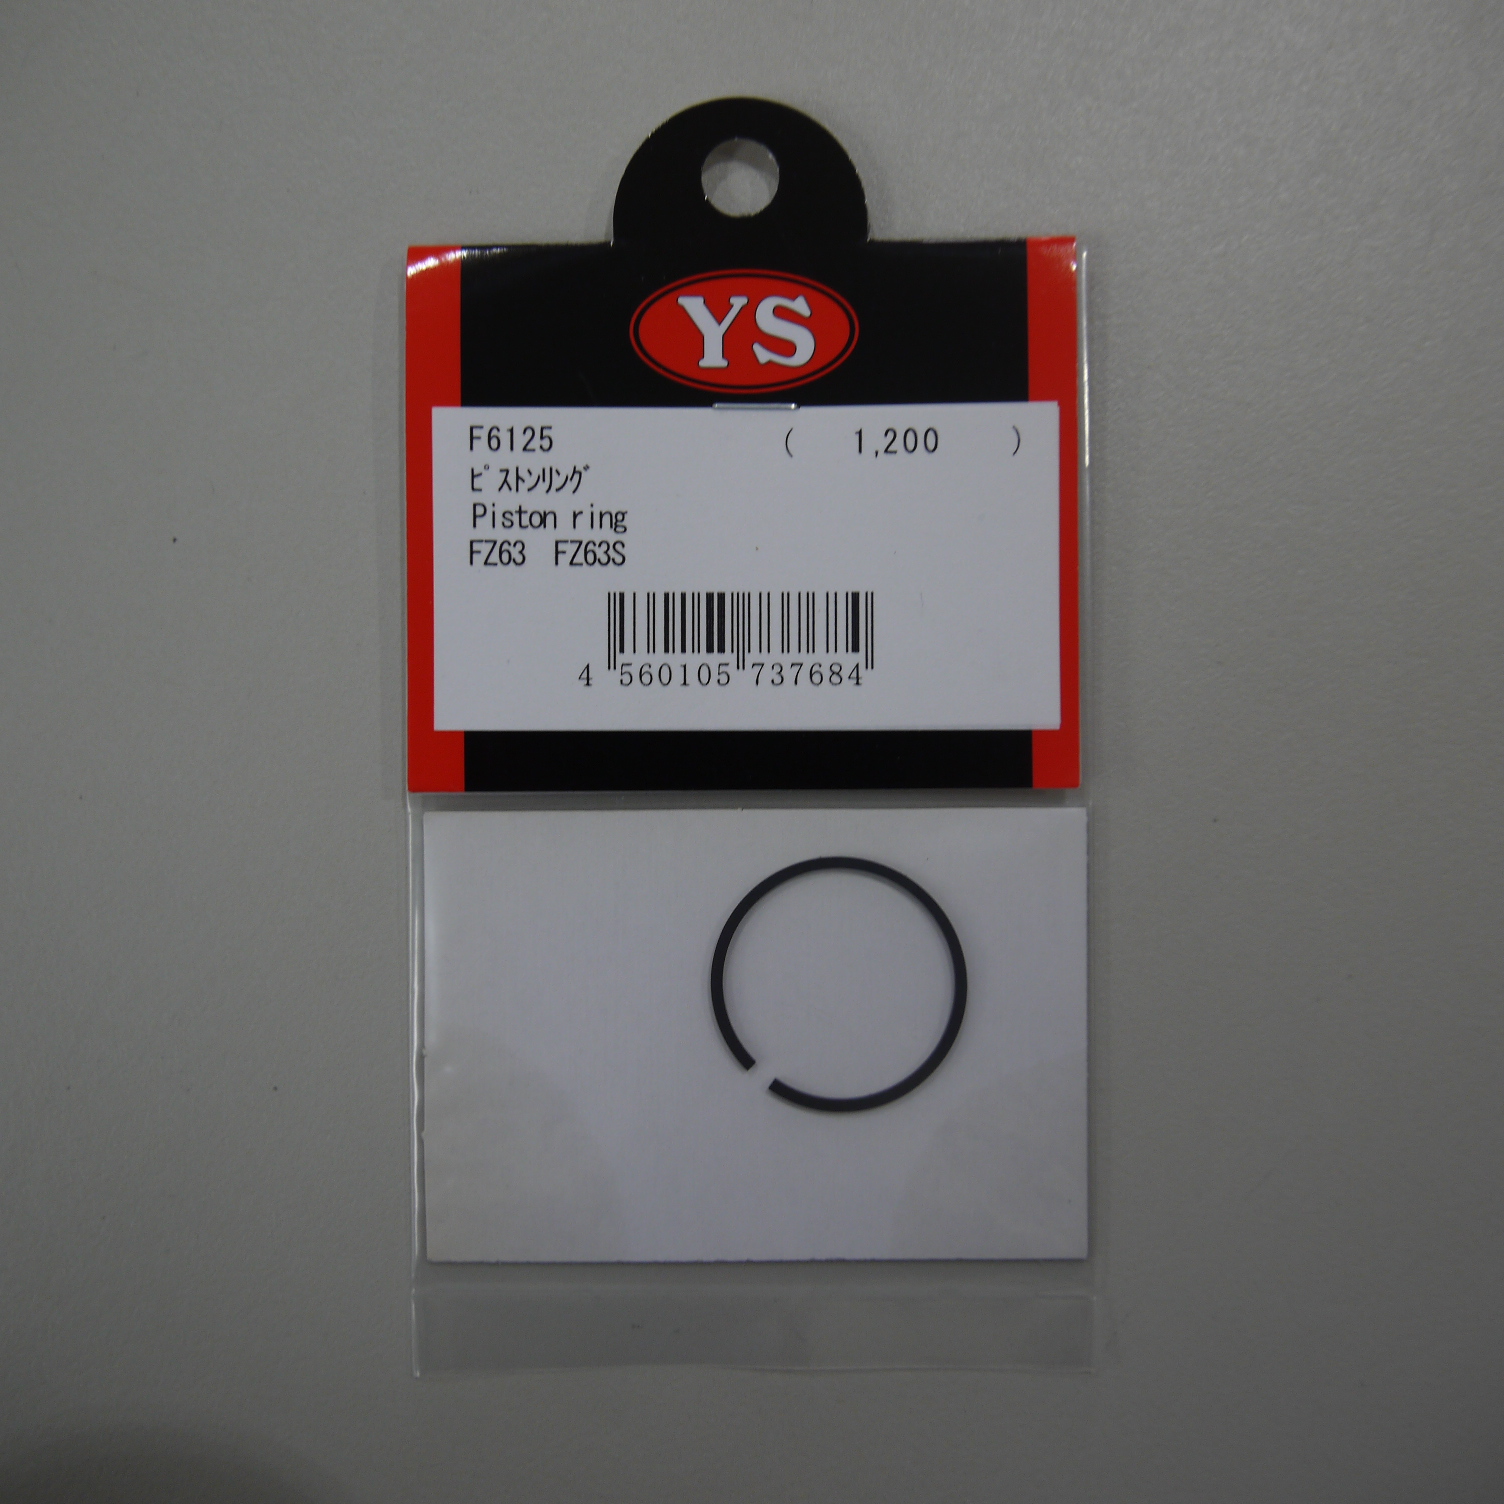 YS
F6125 ( 1,200 )
ﾋﾟｽﾄﾝﾘﾝｸﾞ
Piston ring
FZ63 FZ63S
4 560105 737684